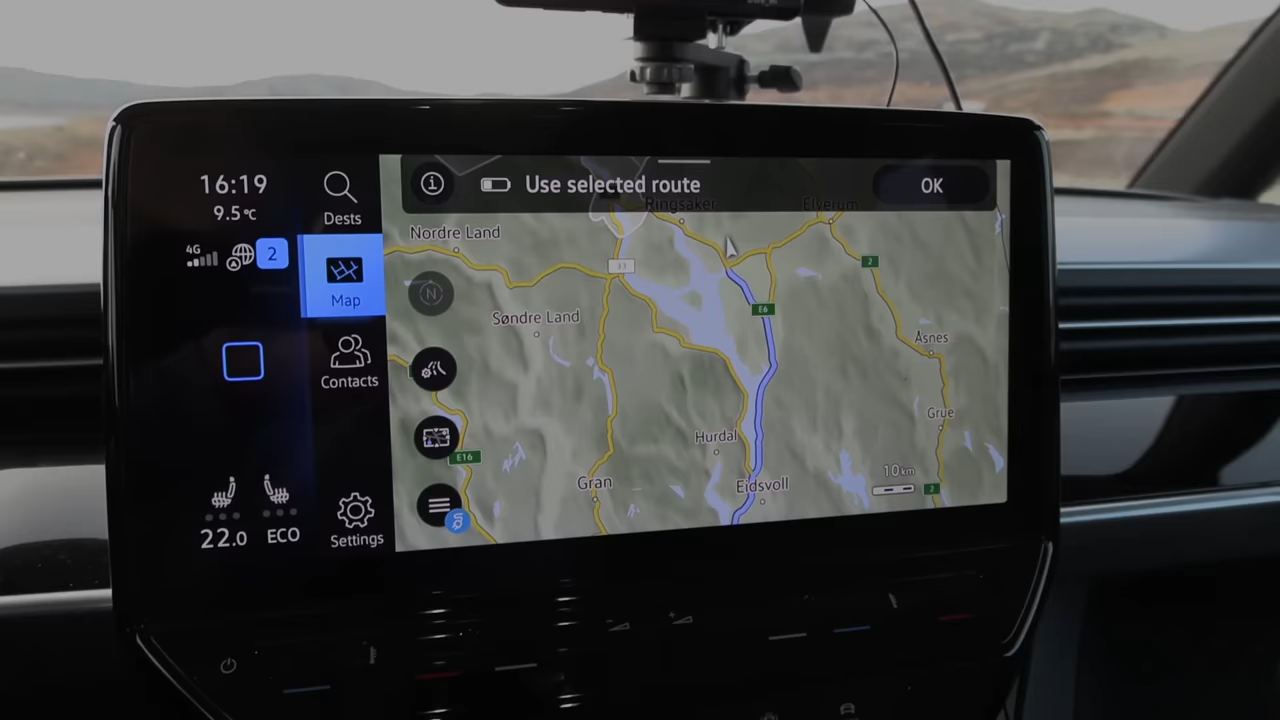 16:19
9.5°C
4G
2
Dests
Map
Contacts
Settings
22.0
ECO
Use selected route
OK
Ringsaker
Elverum
Nordre Land
N
2
E6
Søndre Land
Åsnes
Grue
Hurdal
E16
10 km
Gran
Eidsvoll
2